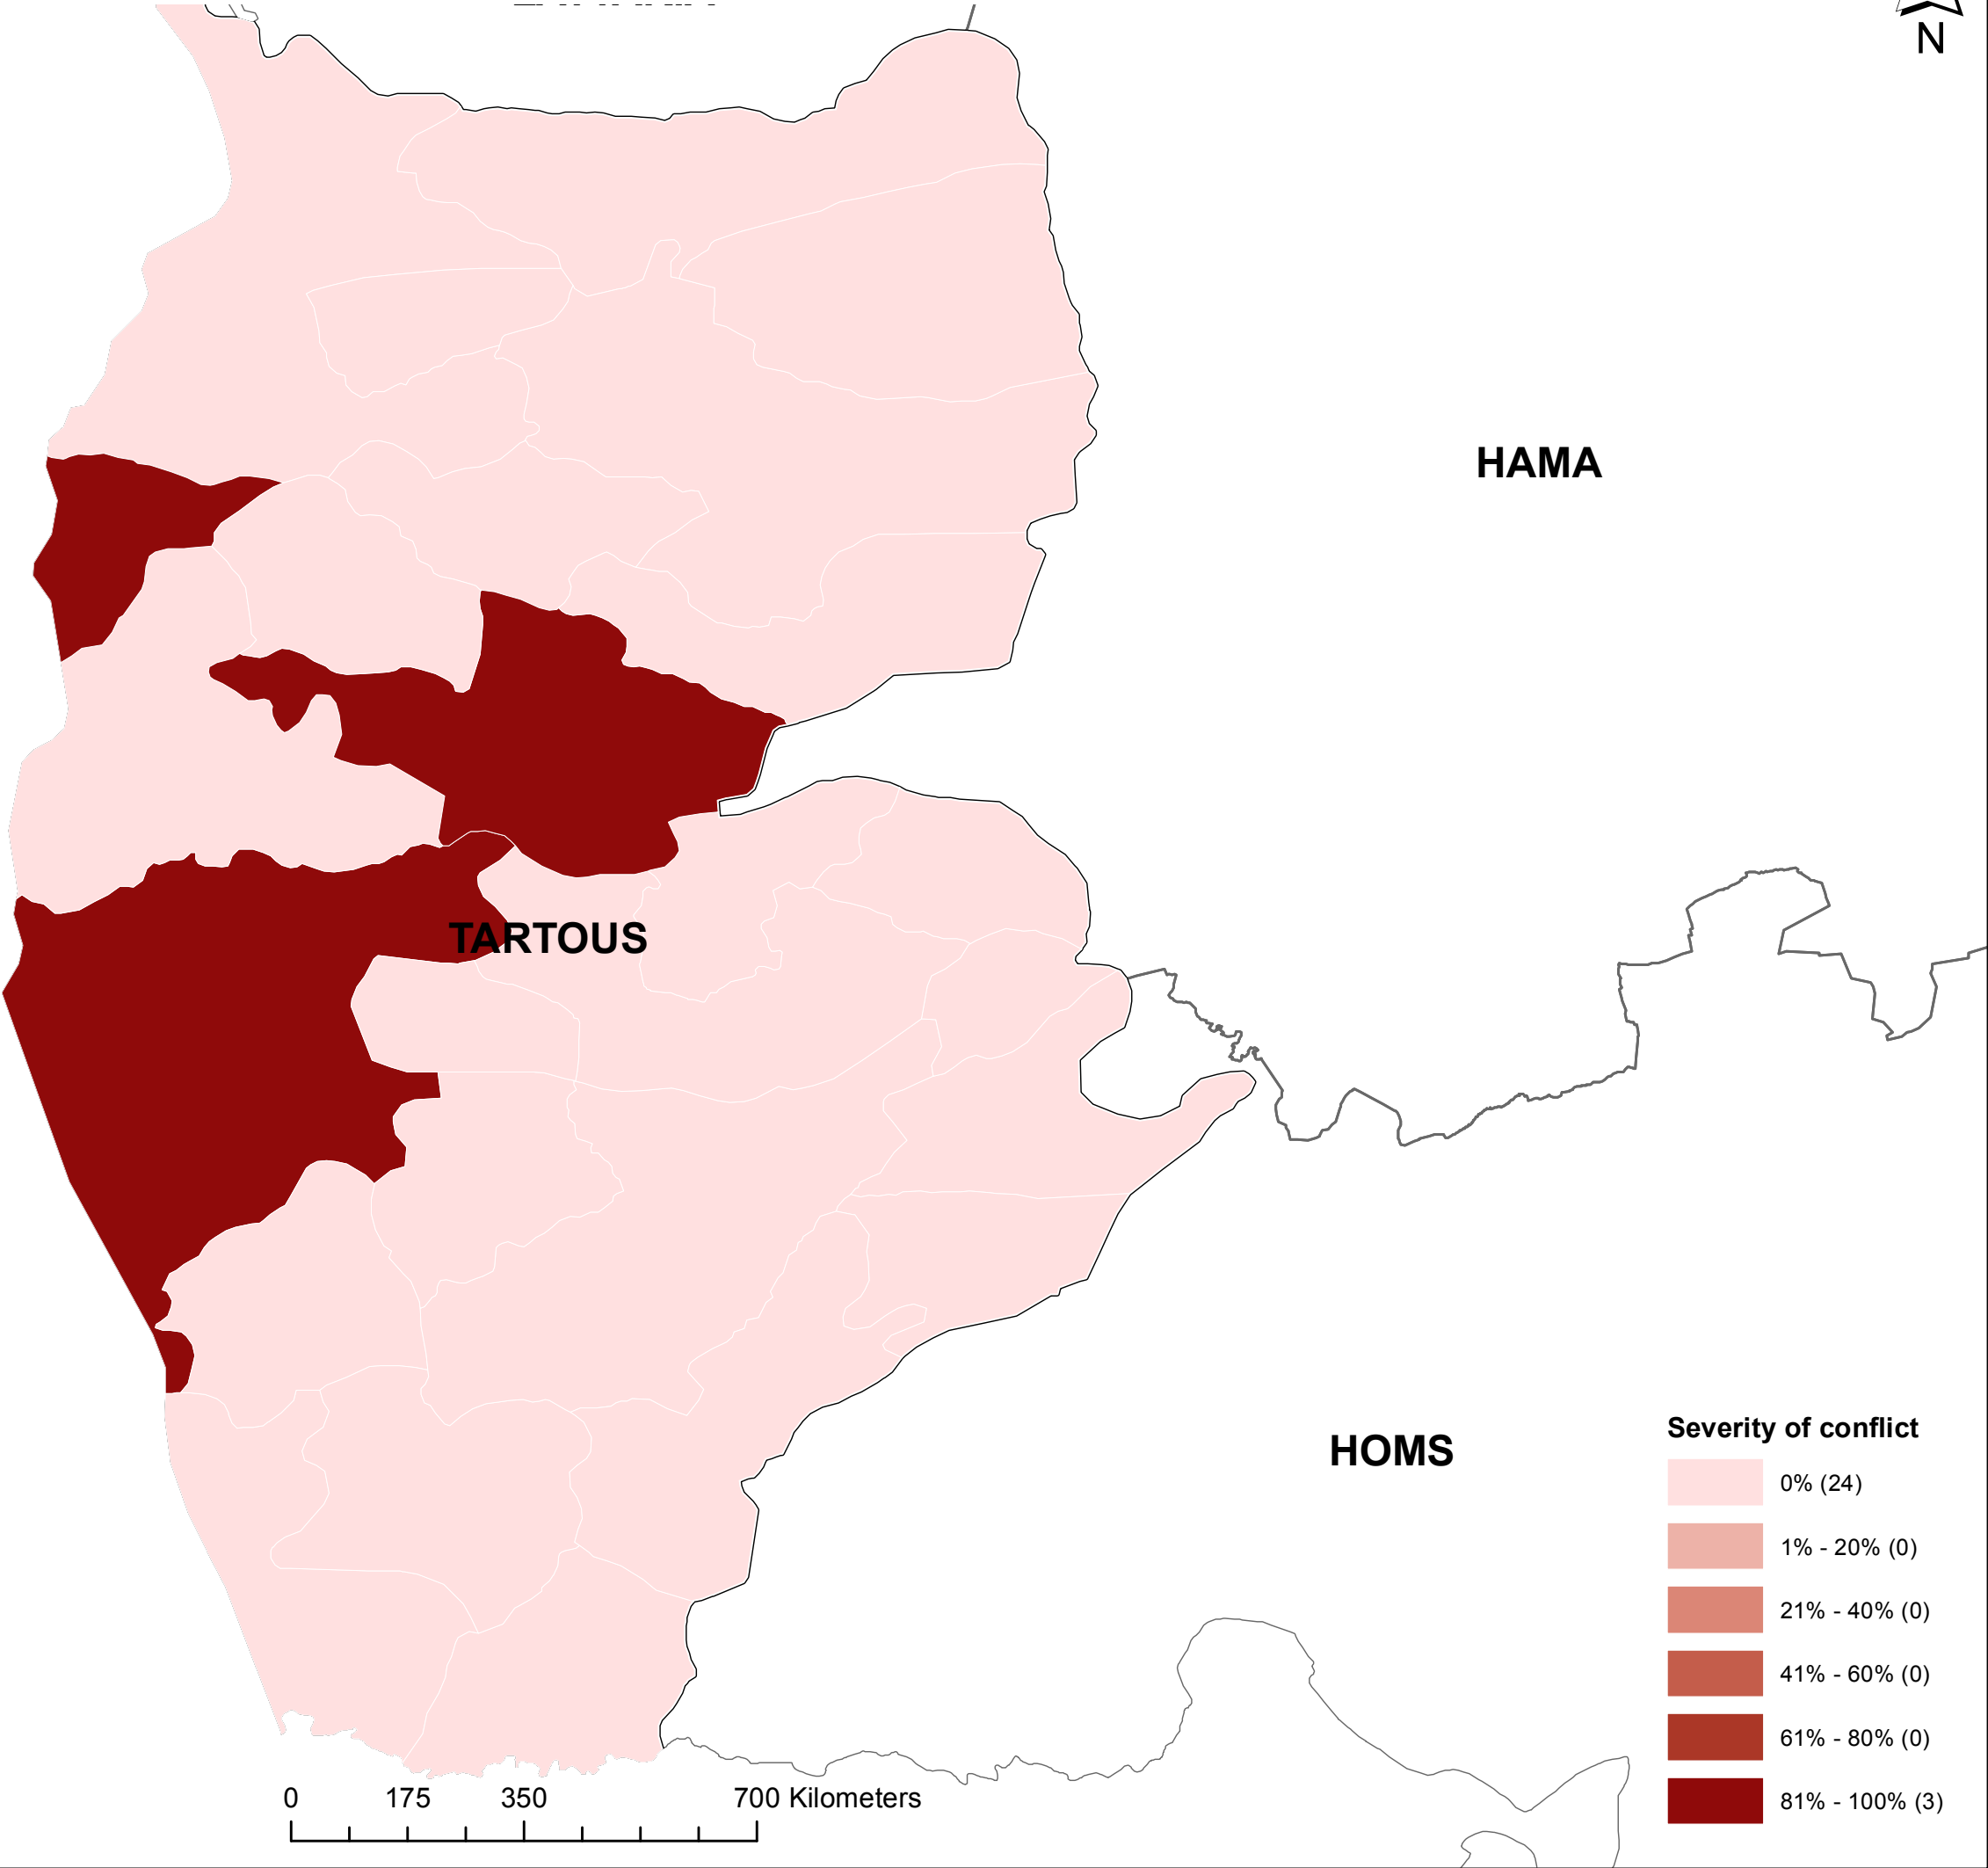 N
HAMA
TARTOUS
HOMS
Severity of conflict
0% (24)
1% - 20% (0)
21% - 40% (0)
41% - 60% (0)
61% - 80% (0)
81% - 100% (3)
0 175 350 700 Kilometers